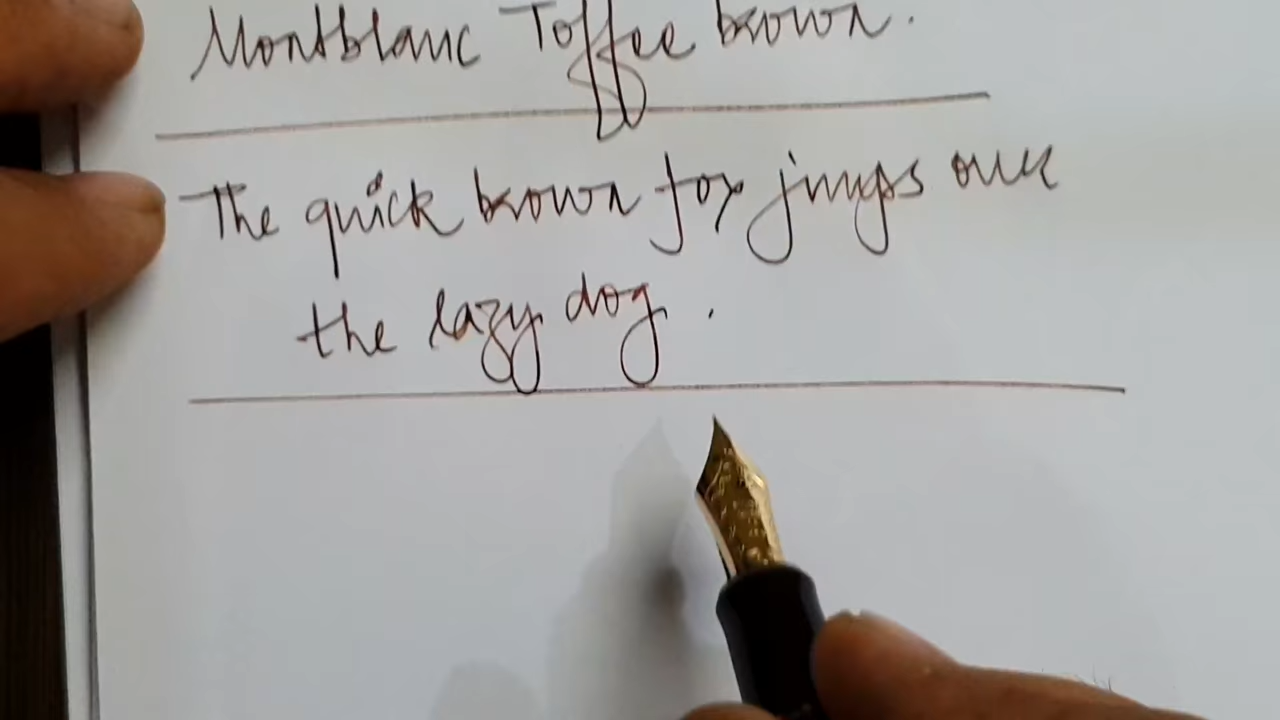 Montblanc Toffee brown.
The quick brown fox jumps over
the lazy dog.